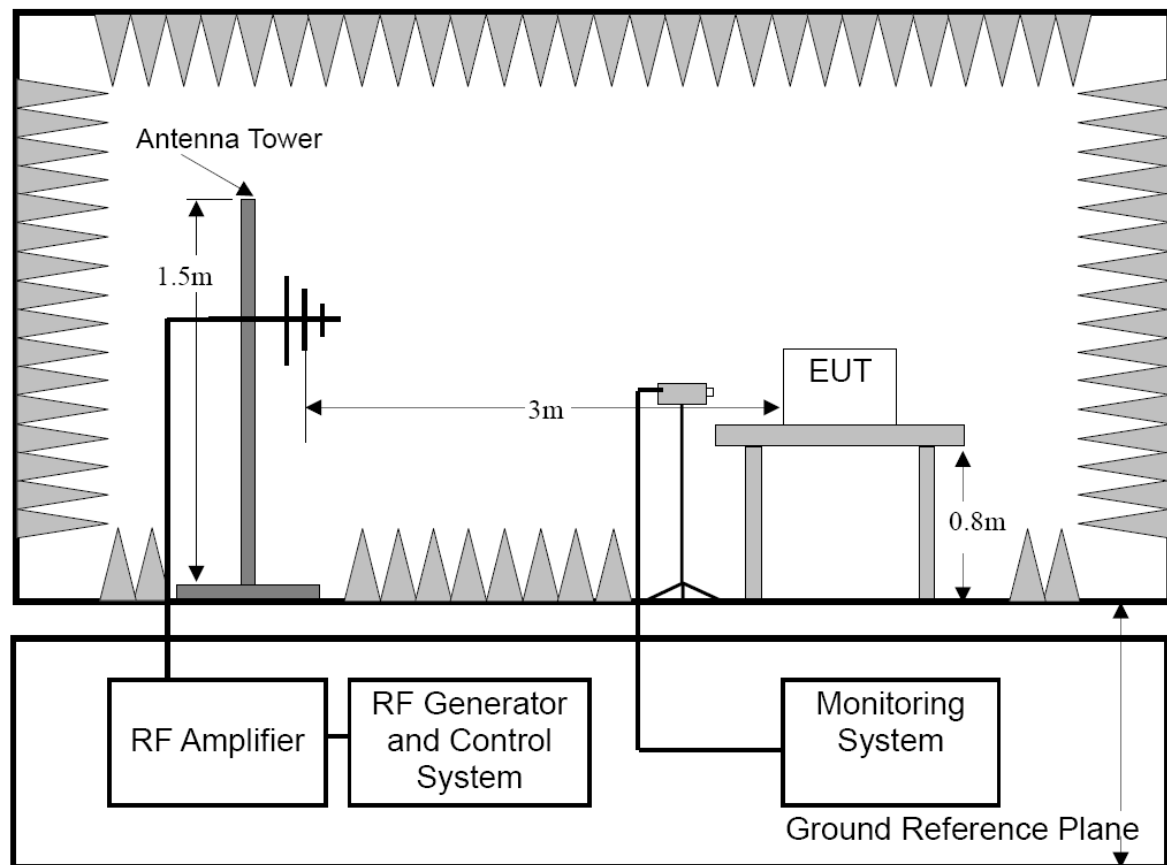 Antenna Tower
1.5m
EUT
3m
0.8m
RF Amplifier
RF Generator
and Control
System
Monitoring
System
Ground Reference Plane